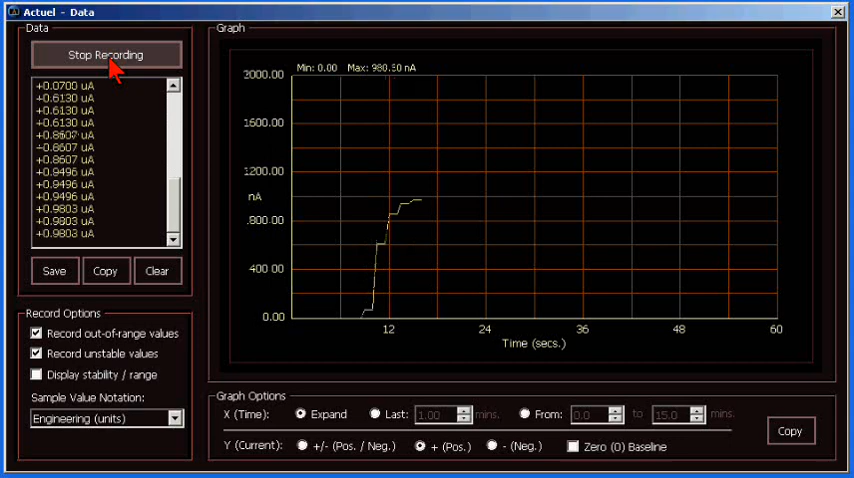 Actuel - Data
Data
Stop Recording
+0.0700 uA
+0.6130 uA
+0.6130 uA
+0.6130 uA
+0.8607 uA
+0.8607 uA
+0.8607 uA
+0.9496 uA
+0.9496 uA
+0.9496 uA
+0.9803 uA
+0.9803 uA
+0.9803 uA
Save
Copy
Clear
Record Options
Record out-of-range values
Record unstable values
Display stability / range
Sample Value Notation:
Engineering (units)
Graph
Min: 0.00 Max: 980.30 nA
2000.00
1600.00
1200.00
nA
800.00
400.00
0.00
12 24 36 48 60
Time (secs.)
Graph Options
X (Time): Expand Last: 1.00 mins. From: 0.0 to 15.0 mins.
Y (Current): +/- (Pos. / Neg.) + (Pos.) - (Neg.) Zero (0) Baseline
Copy